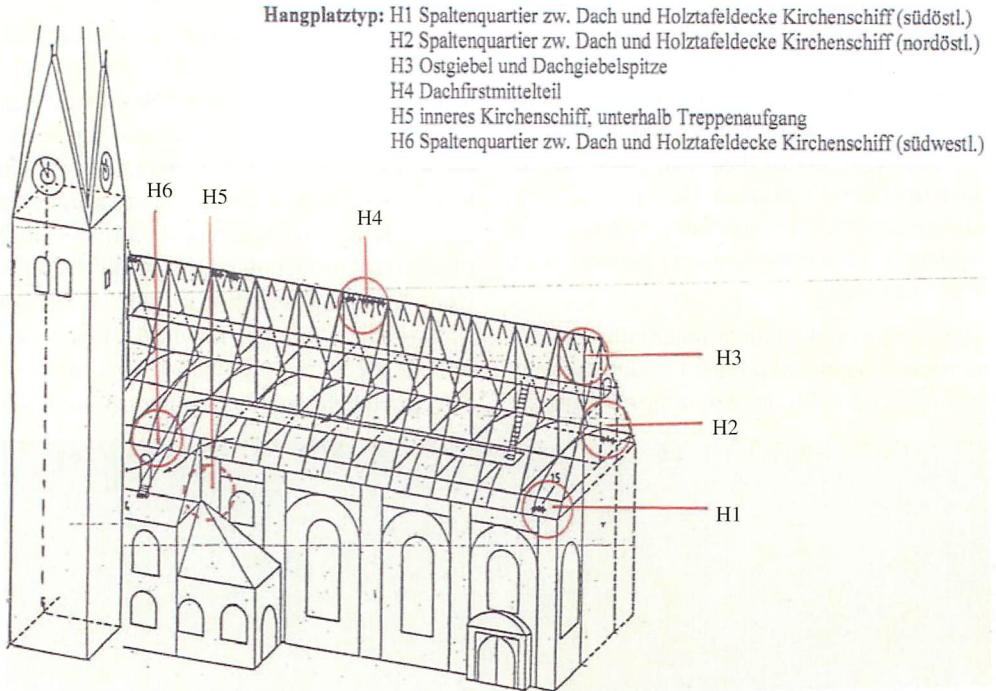 Hangplatztyp: H1 Spaltenquartier zw. Dach und Holztafeldecke Kirchenschiff (südöstl.)
H2 Spaltenquartier zw. Dach und Holztafeldecke Kirchenschiff (nordöstl.)
H3 Ostgiebel und Dachgiebelspitze
H4 Dachfirstmittelteil
H5 inneres Kirchenschiff, unterhalb Treppenaufgang
H6 Spaltenquartier zw. Dach und Holztafeldecke Kirchenschiff (südwestl.)
H6
H5
H4
H3
H2
15
H1